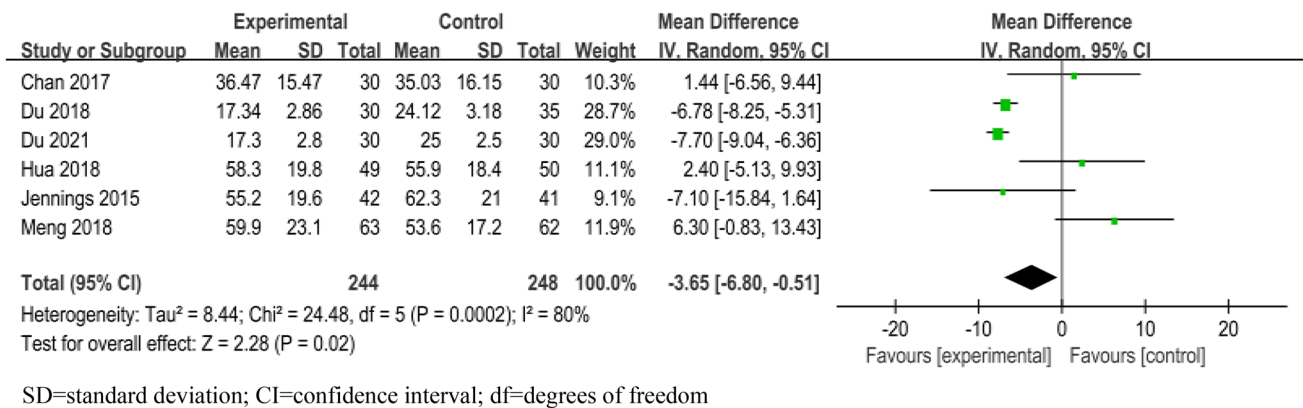 Experimental Control Mean Difference Mean Difference
Study or Subgroup Mean SD Total Mean SD Total Weight IV, Random, 95% CI IV, Random, 95% CI
Chan 2017 36.47 15.47 30 35.03 16.15 30 10.3% 1.44 [-6.56, 9.44]
Du 2018 17.34 2.86 30 24.12 3.18 35 28.7% -6.78 [-8.25, -5.31]
Du 2021 17.3 2.8 30 25 2.5 30 29.0% -7.70 [-9.04, -6.36]
Hua 2018 58.3 19.8 49 55.9 18.4 50 11.1% 2.40 [-5.13, 9.93]
Jennings 2015 55.2 19.6 42 62.3 21 41 9.1% -7.10 [-15.84, 1.64]
Meng 2018 59.9 23.1 63 53.6 17.2 62 11.9% 6.30 [-0.83, 13.43]
Total (95% CI) 244 248 100.0% -3.65 [-6.80, -0.51]
Heterogeneity: Tau² = 8.44; Chi² = 24.48, df = 5 (P = 0.0002); I² = 80%
Test for overall effect: Z = 2.28 (P = 0.02)
-20 -10 0 10 20
Favours [experimental] Favours [control]
SD=standard deviation; CI=confidence interval; df=degrees of freedom